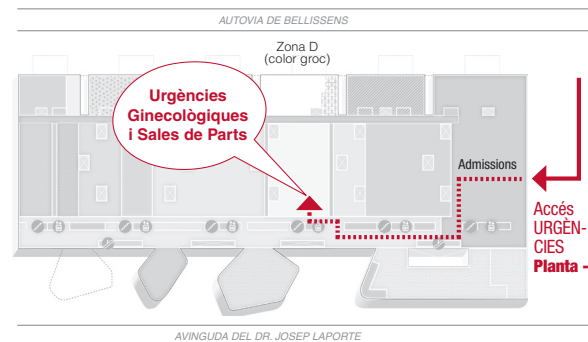 AUTOVIA DE BELLISSENS
Zona D
(color groc)
Urgències
Ginecològiques
i Sales de Parts
Admissions
Accés
URGÈN-
CIES
Planta -
AVINGUDA DEL DR. JOSEP LAPORTE